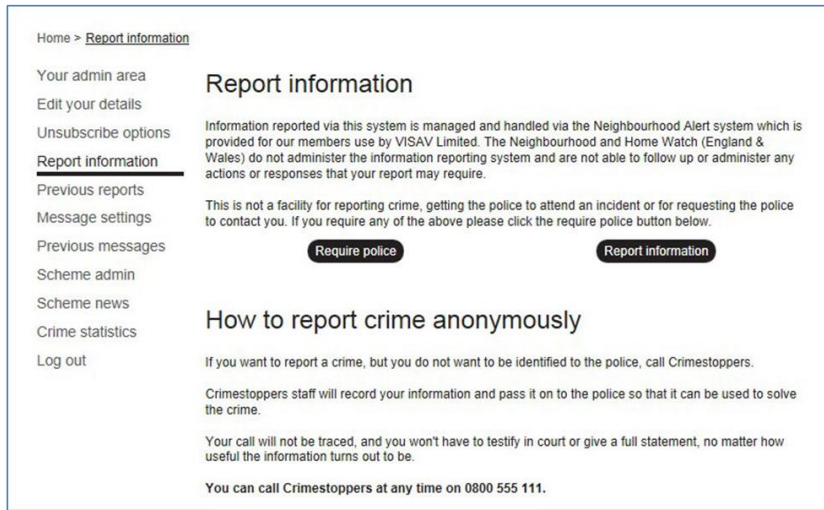 Home > Report information
Your admin area
Edit your details
Unsubscribe options
Report information
Previous reports
Message settings
Previous messages
Scheme admin
Scheme news
Crime statistics
Log out
Report information
Information reported via this system is managed and handled via the Neighbourhood Alert system which is
provided for our members use by VISAV Limited. The Neighbourhood and Home Watch (England &
Wales) do not administer the information reporting system and are not able to follow up or administer any
actions or responses that your report may require.
This is not a facility for reporting crime, getting the police to attend an incident or for requesting the police
to contact you. If you require any of the above please click the require police button below.
Require police
Report information
How to report crime anonymously
If you want to report a crime, but you do not want to be identified to the police, call Crimestoppers.
Crimestoppers staff will record your information and pass it on to the police so that it can be used to solve
the crime.
Your call will not be traced, and you won't have to testify in court or give a full statement, no matter how
useful the information turns out to be.
You can call Crimestoppers at any time on 0800 555 111.